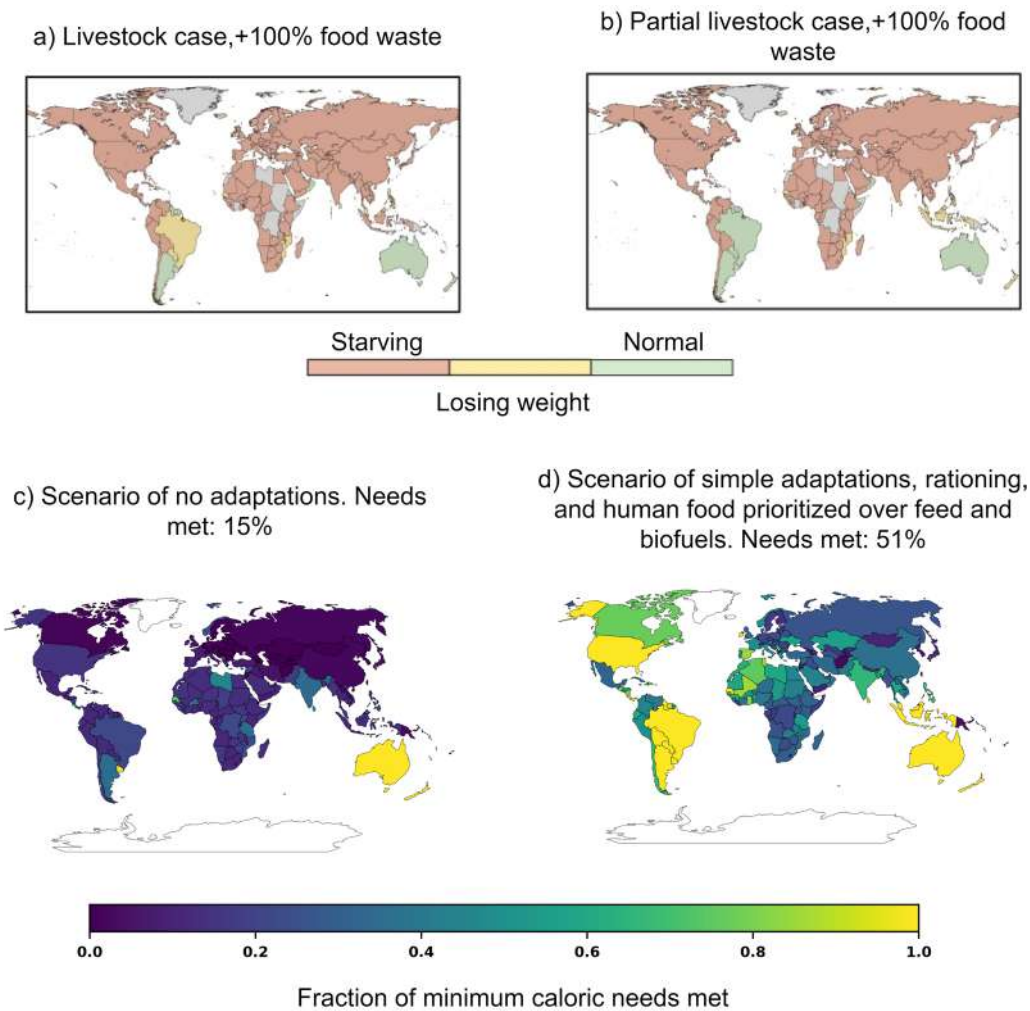 a) Livestock case,+100% food waste
b) Partial livestock case,+100% food
waste
Starving
Normal
Losing weight
c) Scenario of no adaptations. Needs
met: 15%
d) Scenario of simple adaptations, rationing,
and human food prioritized over feed and
biofuels. Needs met: 51%
0.0 0.2 0.4 0.6 0.8 1.0
Fraction of minimum caloric needs met